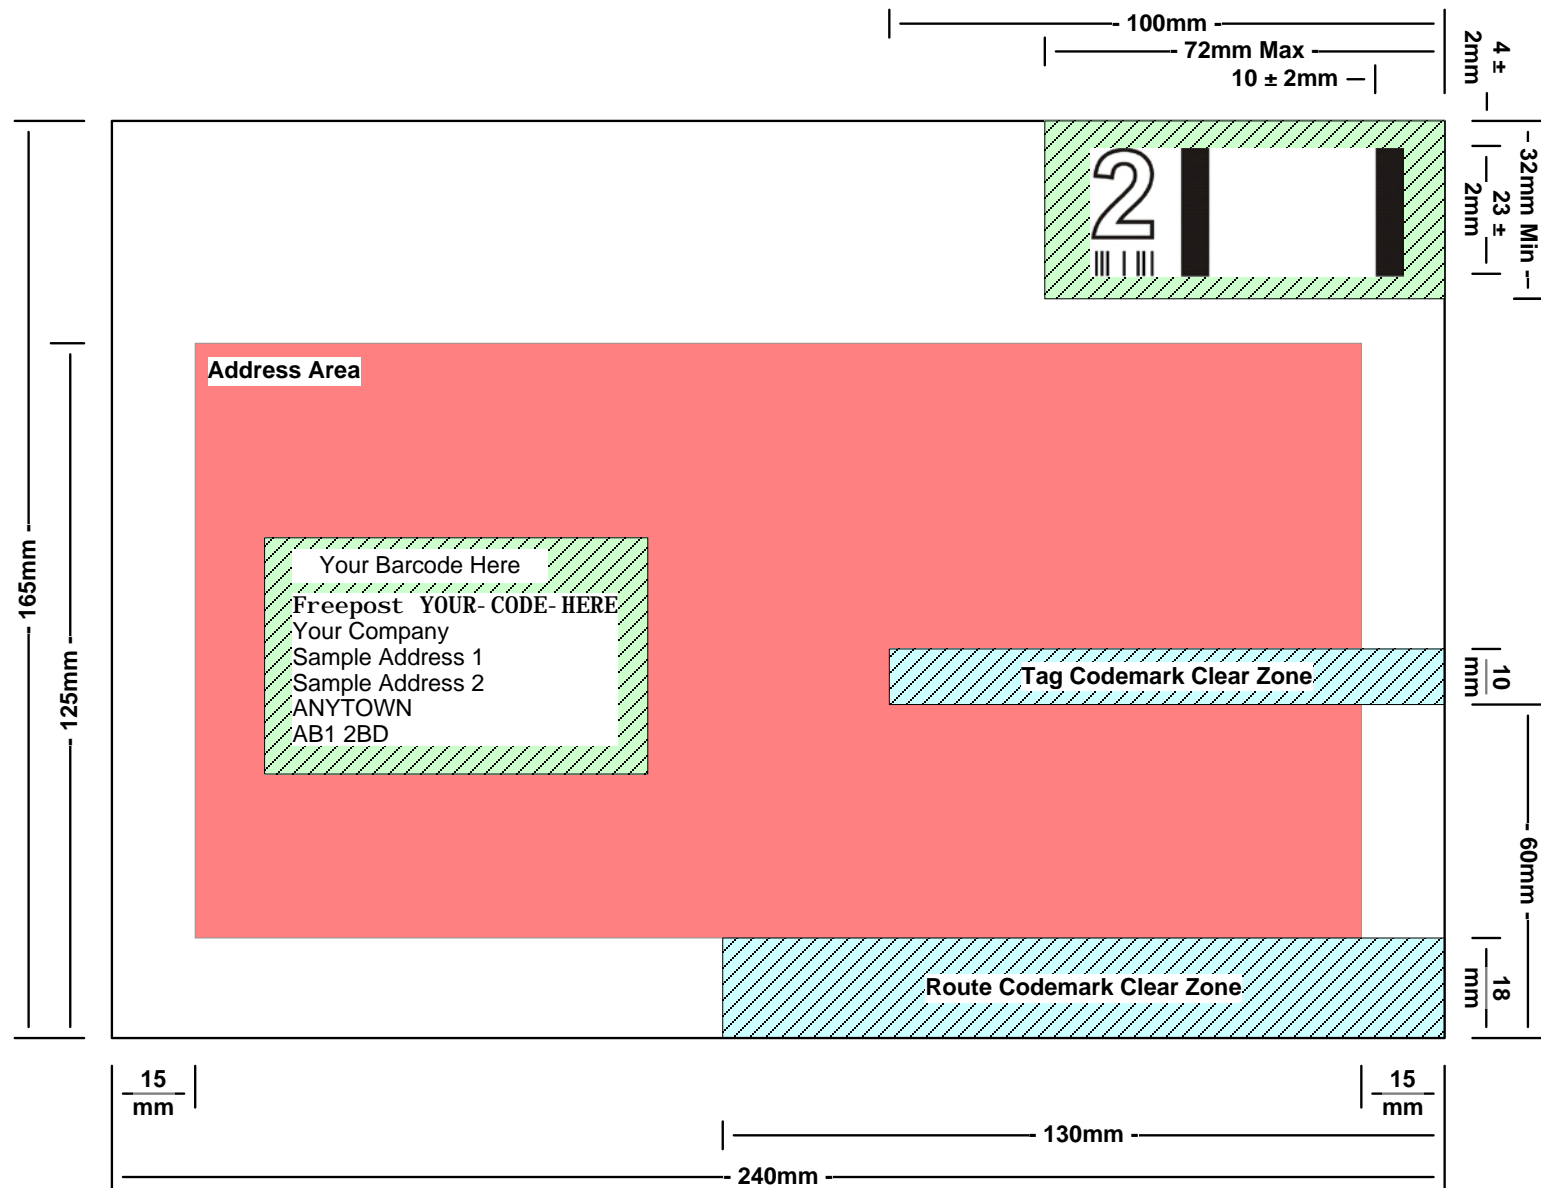 - 100mm -
- 72mm Max -
10 ± 2mm
4 ±
2mm
- 32mm Min -
23 ±
2mm
2
Address Area
Your Barcode Here
Freepost YOUR-CODE-HERE
Your Company
Sample Address 1
Sample Address 2
ANYTOWN
AB1 2BD
Tag Codemark Clear Zone
10
mm
- 165mm -
- 125mm -
- 60mm -
Route Codemark Clear Zone
18
mm
15
mm
15
mm
- 130mm -
- 240mm -